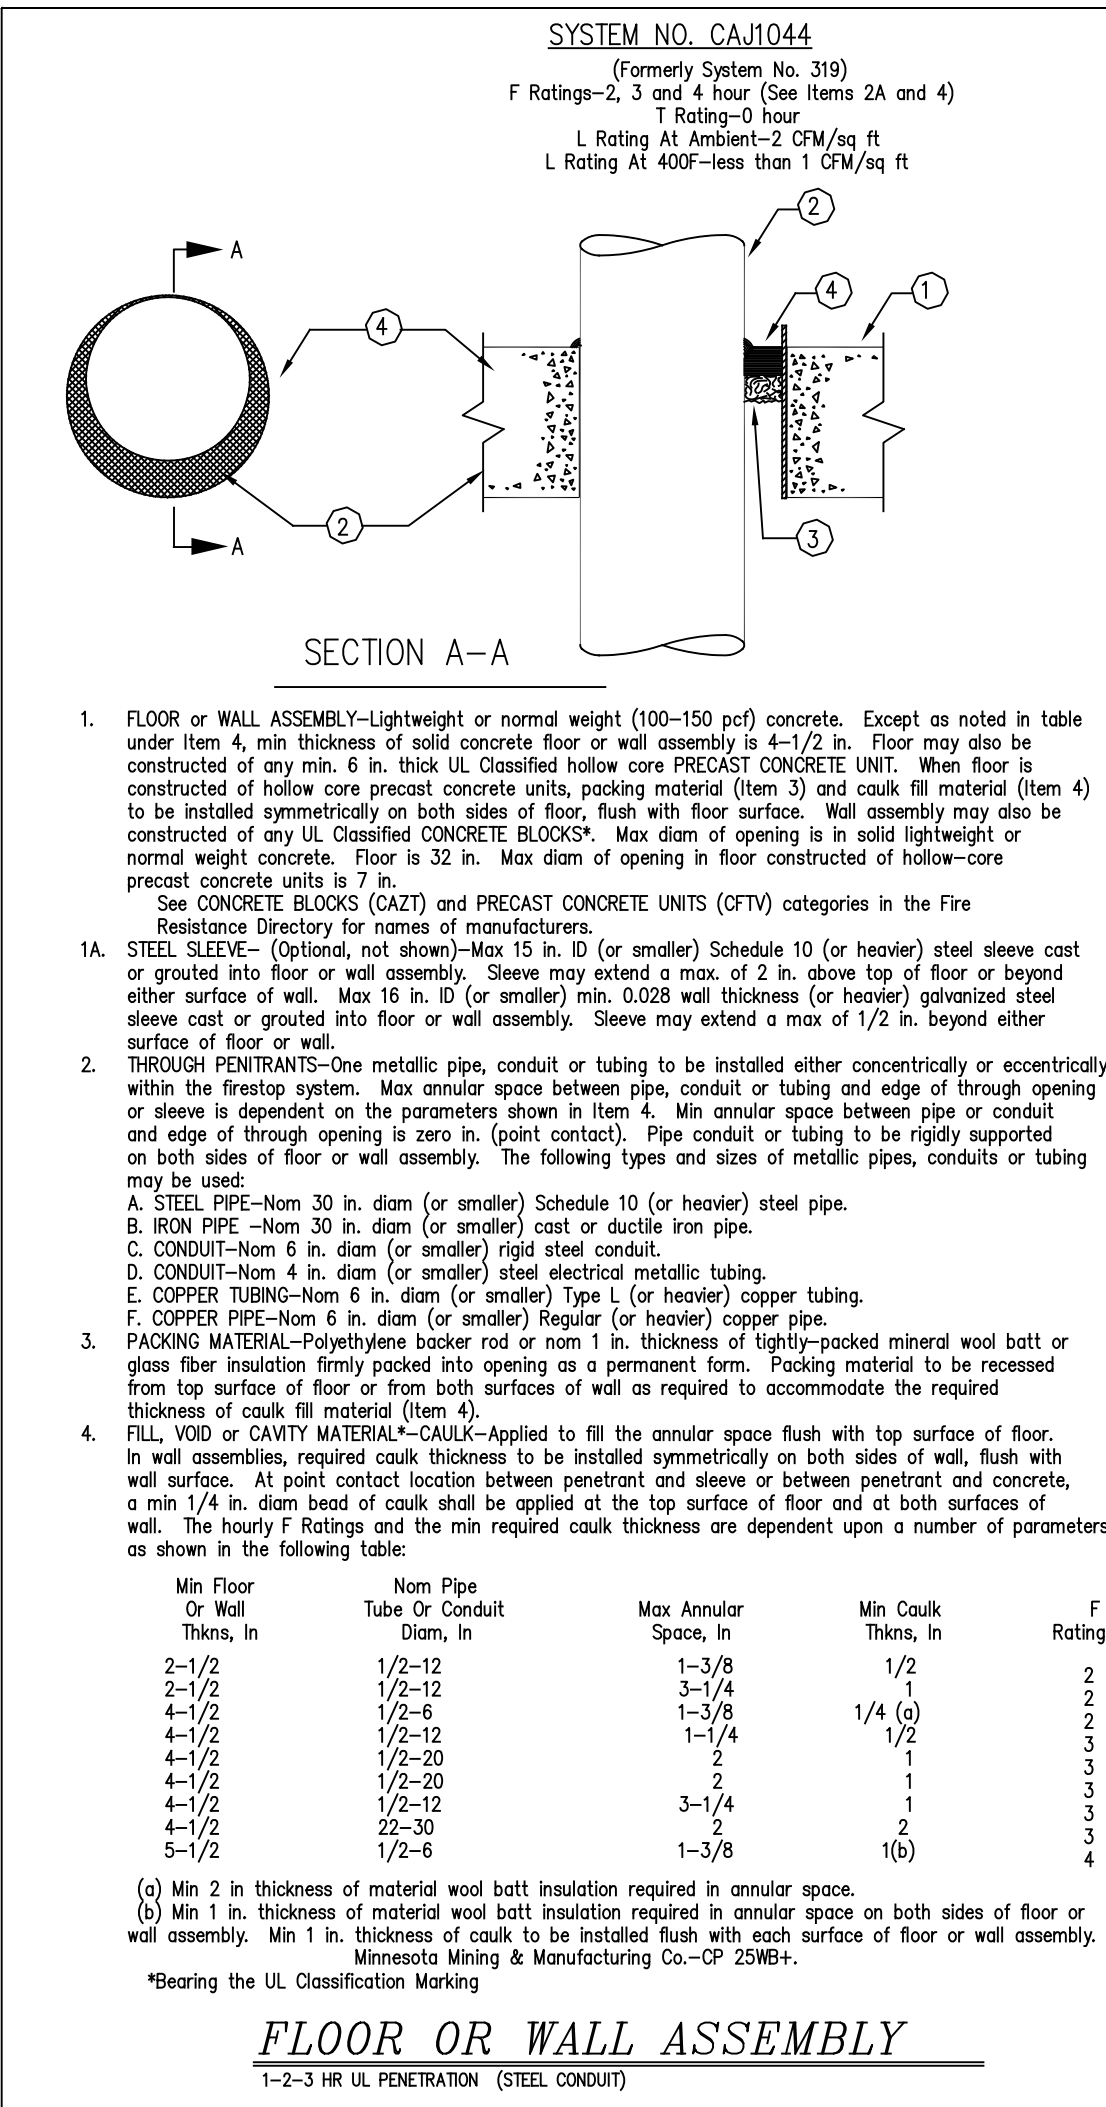 SYSTEM NO. CAJ1044
(Formerly System No. 319)
F Ratings-2, 3 and 4 hour (See Items 2A and 4)
T Rating-0 hour
L Rating At Ambient-2 CFM/sq ft
L Rating At 400F-less than 1 CFM/sq ft
2
A
4
1
4
2
3
A
SECTION A-A
1. FLOOR or WALL ASSEMBLY-Lightweight or normal weight (100-150 pcf) concrete. Except as noted in table
under Item 4, min thickness of solid concrete floor or wall assembly is 4-1/2 in. Floor may also be
constructed of any min. 6 in. thick UL Classified hollow core PRECAST CONCRETE UNIT. When floor is
constructed of hollow core precast concrete units, packing material (Item 3) and caulk fill material (Item 4)
to be installed symmetrically on both sides of floor, flush with floor surface. Wall assembly may also be
constructed of any UL Classified CONCRETE BLOCKS*. Max diam of opening is in solid lightweight or
normal weight concrete. Floor is 32 in. Max diam of opening in floor constructed of hollow-core
precast concrete units is 7 in.
See CONCRETE BLOCKS (CAZT) and PRECAST CONCRETE UNITS (CFTV) categories in the Fire
Resistance Directory for names of manufacturers.
1A. STEEL SLEEVE- (Optional, not shown)-Max 15 in. ID (or smaller) Schedule 10 (or heavier) steel sleeve cast
or grouted into floor or wall assembly. Sleeve may extend a max. of 2 in. above top of floor or beyond
either surface of wall. Max 16 in. ID (or smaller) min. 0.028 wall thickness (or heavier) galvanized steel
sleeve cast or grouted into floor or wall assembly. Sleeve may extend a max of 1/2 in. beyond either
surface of floor or wall.
2. THROUGH PENITRANTS-One metallic pipe, conduit or tubing to be installed either concentrically or eccentrically
within the firestop system. Max annular space between pipe, conduit or tubing and edge of through opening
or sleeve is dependent on the parameters shown in Item 4. Min annular space between pipe or conduit
and edge of through opening is zero in. (point contact). Pipe conduit or tubing to be rigidly supported
on both sides of floor or wall assembly. The following types and sizes of metallic pipes, conduits or tubing
may be used:
A. STEEL PIPE-Nom 30 in. diam (or smaller) Schedule 10 (or heavier) steel pipe.
B. IRON PIPE -Nom 30 in. diam (or smaller) cast or ductile iron pipe.
C. CONDUIT-Nom 6 in. diam (or smaller) rigid steel conduit.
D. CONDUIT-Nom 4 in. diam (or smaller) steel electrical metallic tubing.
E. COPPER TUBING-Nom 6 in. diam (or smaller) Type L (or heavier) copper tubing.
F. COPPER PIPE-Nom 6 in. diam (or smaller) Regular (or heavier) copper pipe.
3. PACKING MATERIAL-Polyethylene backer rod or nom 1 in. thickness of tightly-packed mineral wool batt or
glass fiber insulation firmly packed into opening as a permanent form. Packing material to be recessed
from top surface of floor or from both surfaces of wall as required to accommodate the required
thickness of caulk fill material (Item 4).
4. FILL, VOID or CAVITY MATERIAL*-CAULK-Applied to fill the annular space flush with top surface of floor.
In wall assemblies, required caulk thickness to be installed symmetrically on both sides of wall, flush with
wall surface. At point contact location between penetrant and sleeve or between penetrant and concrete,
a min 1/4 in. diam bead of caulk shall be applied at the top surface of floor and at both surfaces of
wall. The hourly F Ratings and the min required caulk thickness are dependent upon a number of parameters
as shown in the following table:
Min Floor Nom Pipe
Or Wall Tube Or Conduit Max Annular Min Caulk F
Thkns, In Diam, In Space, In Thkns, In Rating
2-1/2 1/2-12 1-3/8 1/2 2
2-1/2 1/2-12 3-1/4 1 2
4-1/2 1/2-6 1-3/8 1/4 (a) 2
4-1/2 1/2-12 1-1/4 1/2 3
4-1/2 1/2-20 2 1 3
4-1/2 1/2-20 2 1 3
4-1/2 1/2-12 3-1/4 1 3
4-1/2 22-30 2 2 3
5-1/2 1/2-6 1-3/8 1(b) 4
(a) Min 2 in thickness of material wool batt insulation required in annular space.
(b) Min 1 in. thickness of material wool batt insulation required in annular space on both sides of floor or
wall assembly. Min 1 in. thickness of caulk to be installed flush with each surface of floor or wall assembly.
Minnesota Mining & Manufacturing Co.-CP 25WB+.
*Bearing the UL Classification Marking
FLOOR OR WALL ASSEMBLY
1-2-3 HR UL PENETRATION (STEEL CONDUIT)